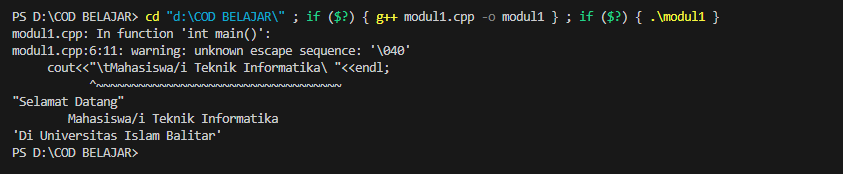 PS D:\COD BELAJAR> cd "d:\COD BELAJAR\" ; if ($?) { g++ modul1.cpp -o modul1 } ; if ($?) { .\modul1 }
modul1.cpp: In function 'int main()':
modul1.cpp:6:11: warning: unknown escape sequence: '\040'
     cout<<"\tMahasiswa/i Teknik Informatika\ "<<endl;
           ^~~~~~~~~~~~~~~~~~~~~~~~~~~~~~~~~~~
"Selamat Datang"
        Mahasiswa/i Teknik Informatika
'Di Universitas Islam Balitar'
PS D:\COD BELAJAR>